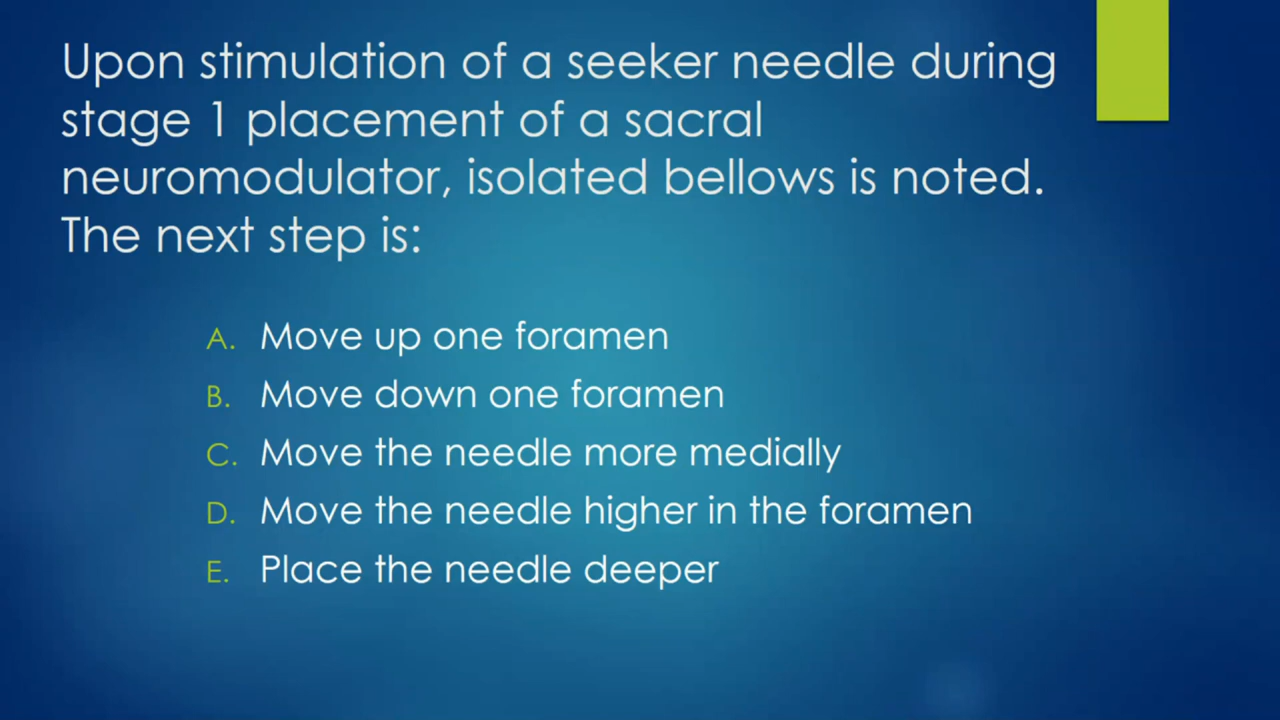 Upon stimulation of a seeker needle during
stage 1 placement of a sacral
neuromodulator, isolated bellows is noted.
The next step is:
A. Move up one foramen
B. Move down one foramen
C. Move the needle more medially
D. Move the needle higher in the foramen
E. Place the needle deeper